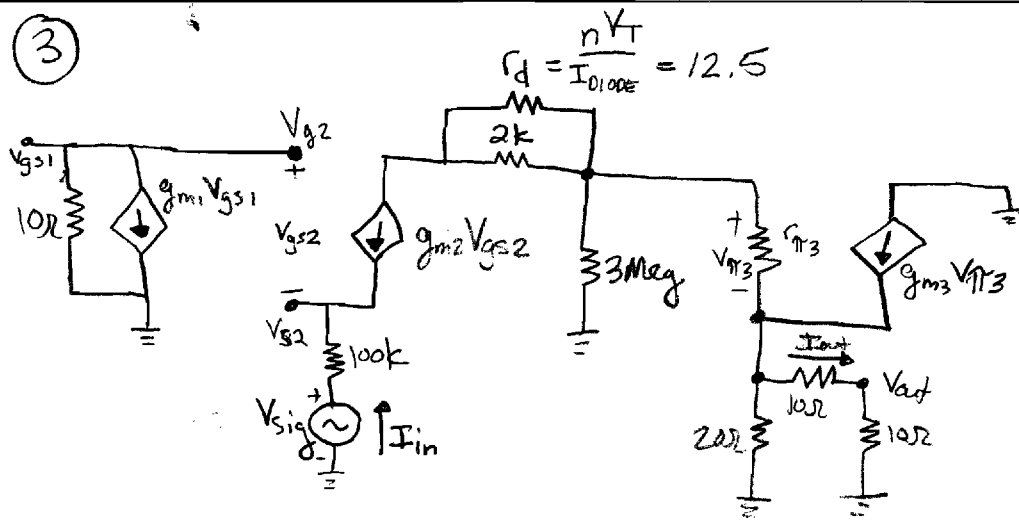 3
r_d = nV_T / I_DIODE = 12.5
2k
V_g2
+
V_gs1
10Ω
g_m1 V_gs1
V_gs2
g_m2 V_gs2
−
V_s2
100k
+
V_sig
−
I_in
3Meg
+
V_π3
−
r_π3
g_m3 V_π3
I_out
10Ω
V_out
20Ω
10Ω